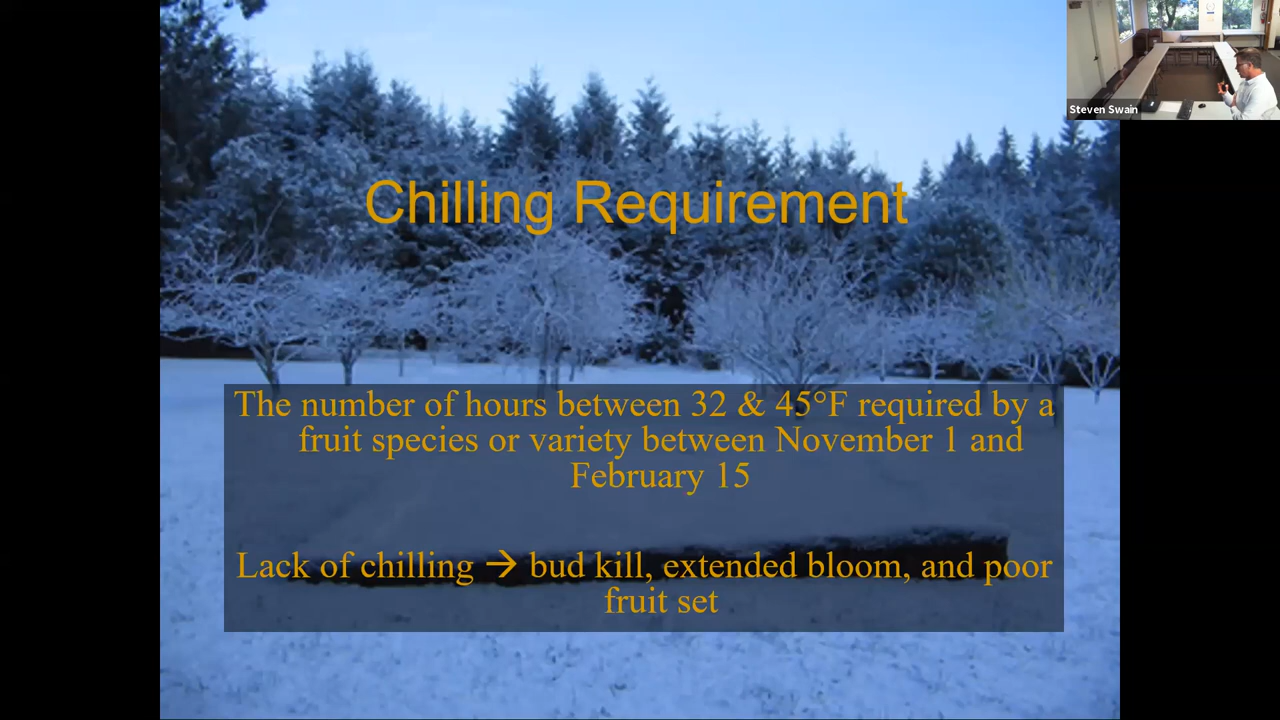 Steven Swain
Chilling Requirement
The number of hours between 32 & 45°F required by a
fruit species or variety between November 1 and
February 15
Lack of chilling → bud kill, extended bloom, and poor
fruit set